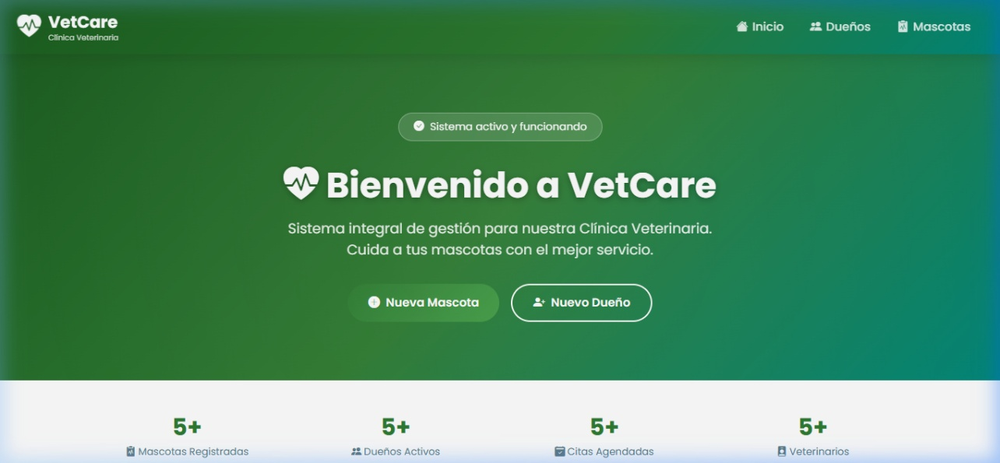 VetCare
Clínica Veterinaria
Inicio
Dueños
Mascotas
Sistema activo y funcionando
Bienvenido a VetCare
Sistema integral de gestión para nuestra Clínica Veterinaria.
Cuida a tus mascotas con el mejor servicio.
Nueva Mascota
Nuevo Dueño
5+
Mascotas Registradas
5+
Dueños Activos
5+
Citas Agendadas
5+
Veterinarios